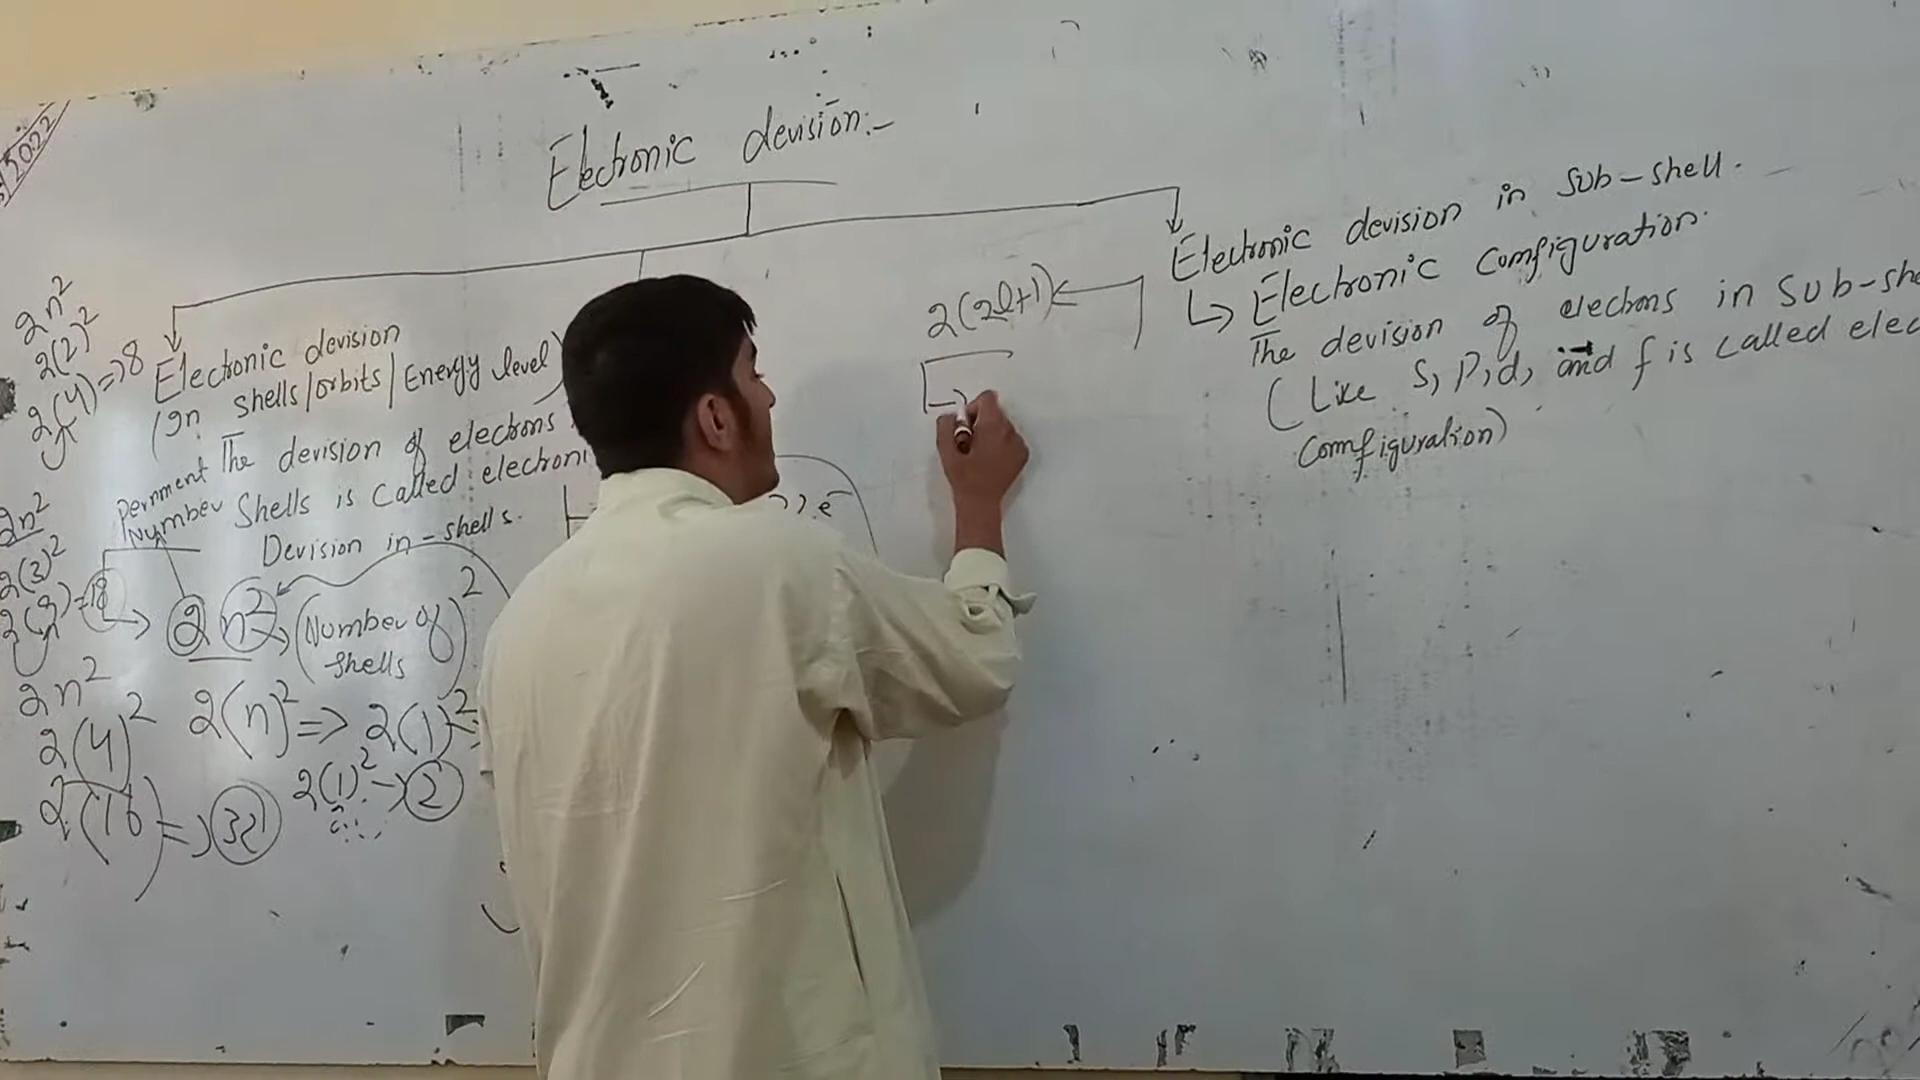 2022
Electronic devision:-
2n²
2(2)²
2(4)=>8
Electronic devision
(In shells/orbits/Energy level)
The devision of electrons
Shells is called electroni
Devision in-shells.
Pernment
Number
2n²
2(3)²
2(9)=18
2n²
(Number of
shells)²
2n²
2(4)²
2(16)=>32
2(n)²=>2(1)²=
2(1)²->2
e-
2(2l+1)
Electronic devision in Sub-shell.
Electronic Comfiguration.
The devision of electrons in Sub-she
(Like S, P, d, and f is called elec
Comfiguration)